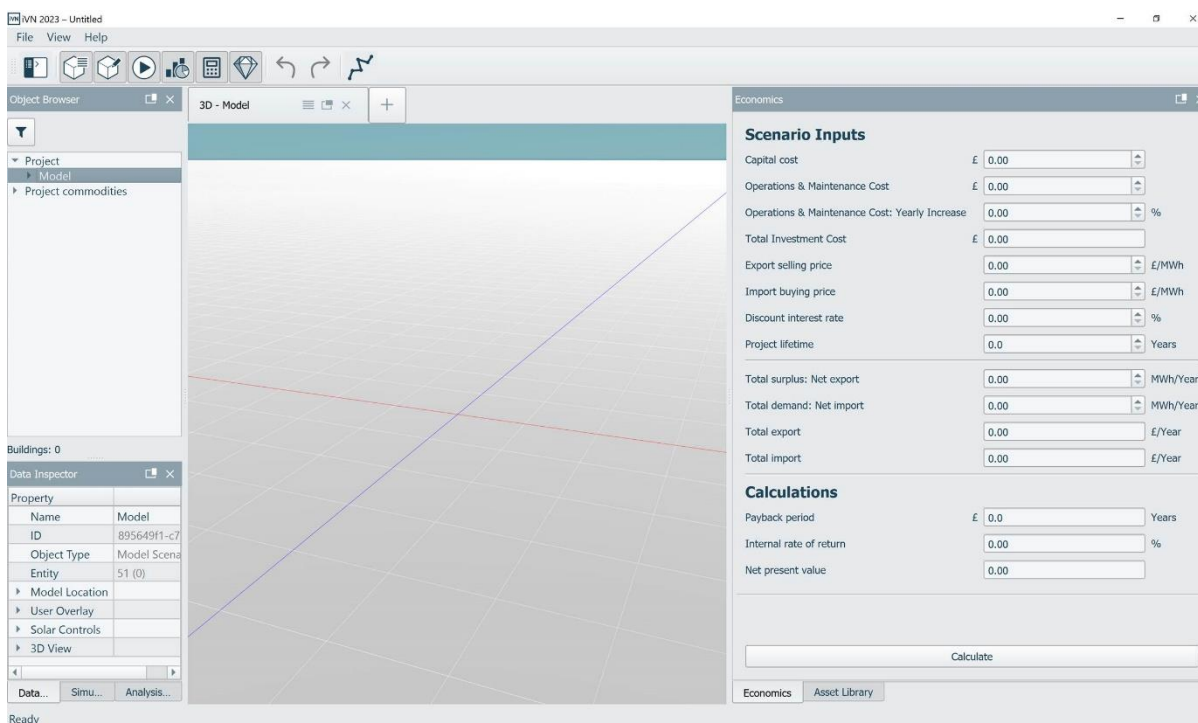 iVN iVN 2023 – Untitled
File View Help
Object Browser
Project
Model
Project commodities
Buildings: 0
Data Inspector
Property
Name Model
ID 895649f1-c7
Object Type Model Scena
Entity 51 (0)
Model Location
User Overlay
Solar Controls
3D View
Data... Simu... Analysis...
Ready
3D - Model
Economics
Scenario Inputs
Capital cost £ 0.00
Operations & Maintenance Cost £ 0.00
Operations & Maintenance Cost: Yearly Increase 0.00 %
Total Investment Cost £ 0.00
Export selling price 0.00 £/MWh
Import buying price 0.00 £/MWh
Discount interest rate 0.00 %
Project lifetime 0.0 Years
Total surplus: Net export 0.00 MWh/Year
Total demand: Net import 0.00 MWh/Year
Total export 0.00 £/Year
Total import 0.00 £/Year
Calculations
Payback period £ 0.0 Years
Internal rate of return 0.00 %
Net present value 0.00
Calculate
Economics Asset Library